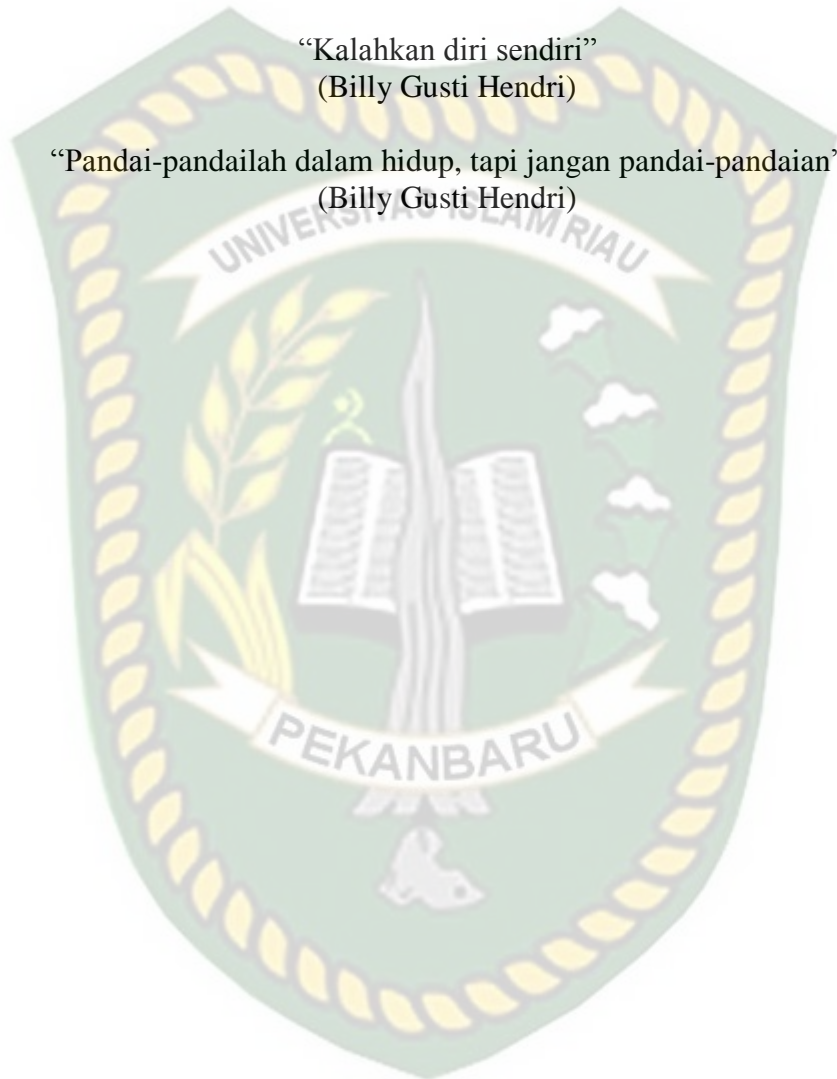 “Kalahkan diri sendiri”
(Billy Gusti Hendri)
“Pandai-pandailah dalam hidup, tapi jangan pandai-pandaian”
(Billy Gusti Hendri)
UNIVERSITAS ISLAM RIAU
PEKANBARU